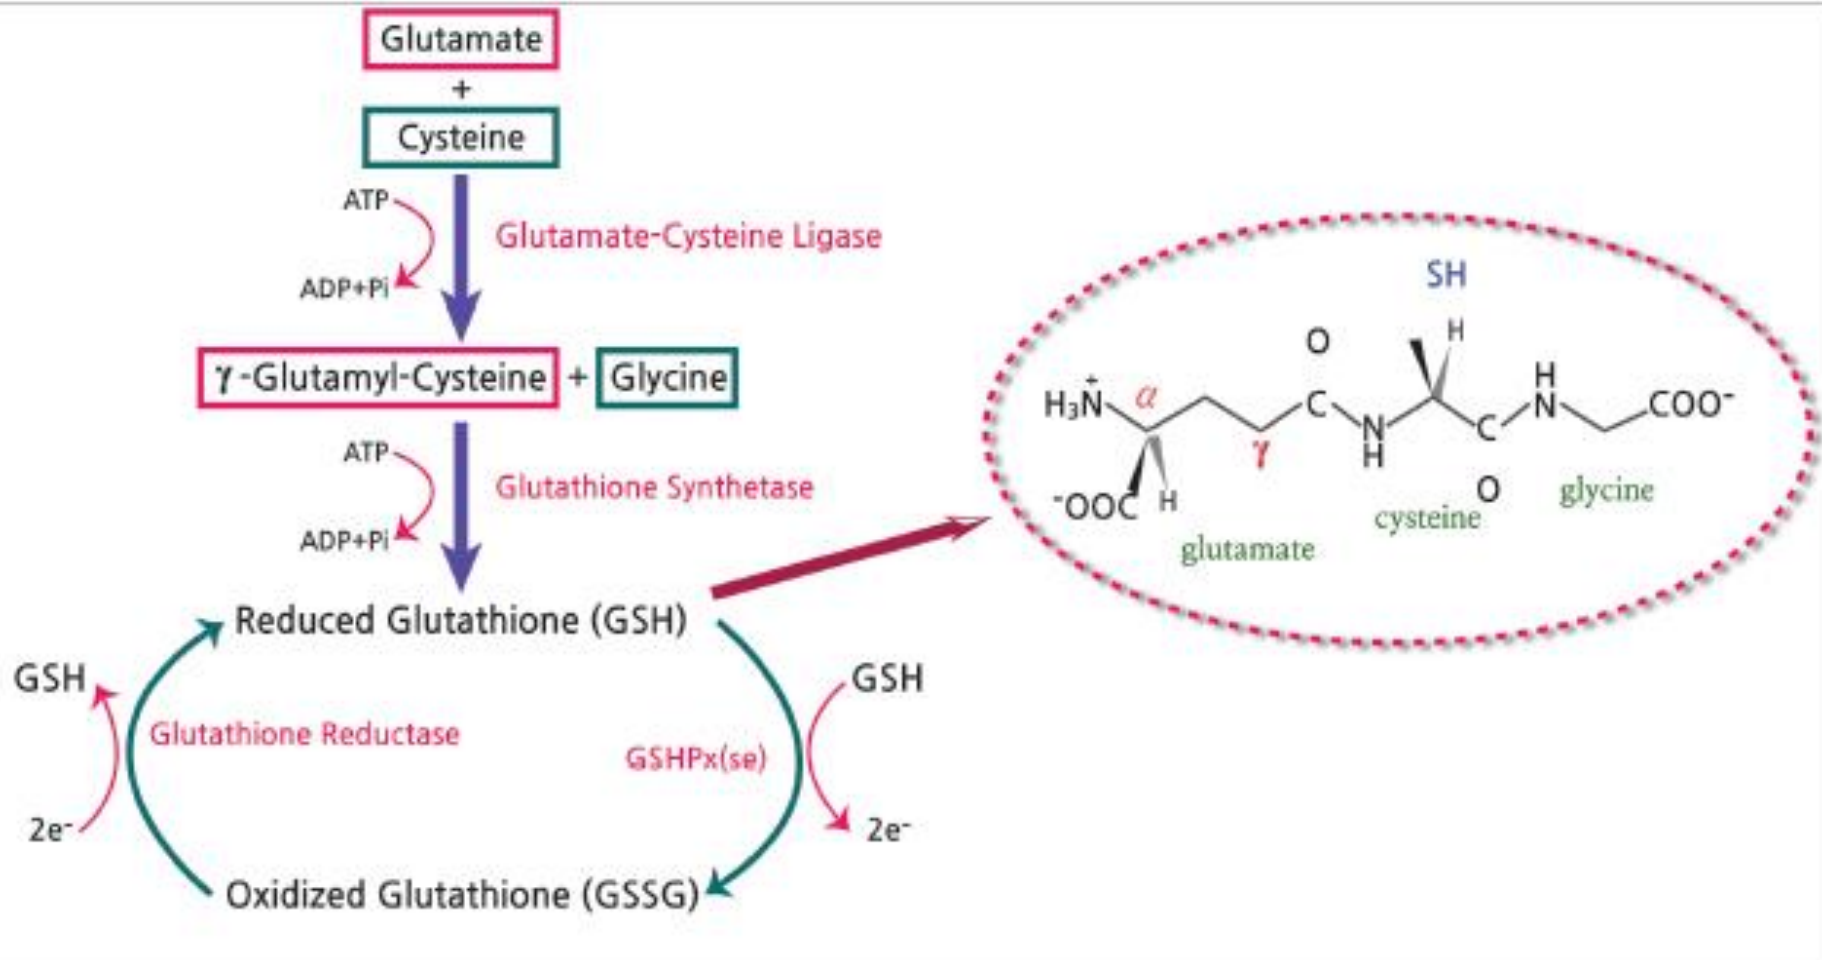 Glutamate
+
Cysteine
ATP
Glutamate-Cysteine Ligase
ADP+Pi
γ-Glutamyl-Cysteine + Glycine
ATP
Glutathione Synthetase
ADP+Pi
Reduced Glutathione (GSH)
GSH
Glutathione Reductase
2e-
GSH
GSHPx(se)
2e-
Oxidized Glutathione (GSSG)
SH
H
O
H3N+
α
γ
C
N
H
C
O
H
N
COO-
-OOC
H
glutamate
cysteine
glycine